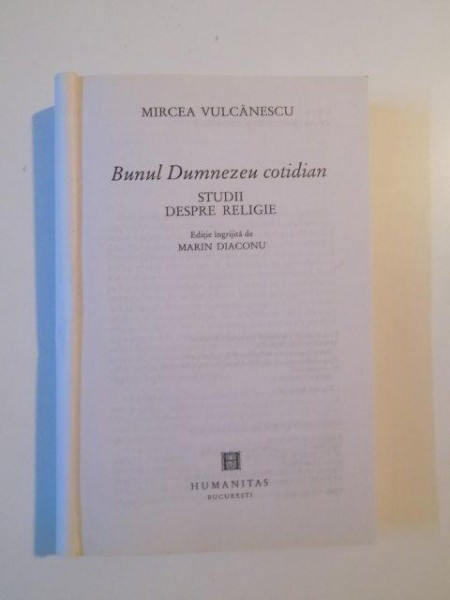 MIRCEA VULCĂNESCU
Bunul Dumnezeu cotidian
STUDII
DESPRE RELIGIE
Ediție îngrijită de
MARIN DIACONU
H
HUMANITAS
BUCUREȘTI